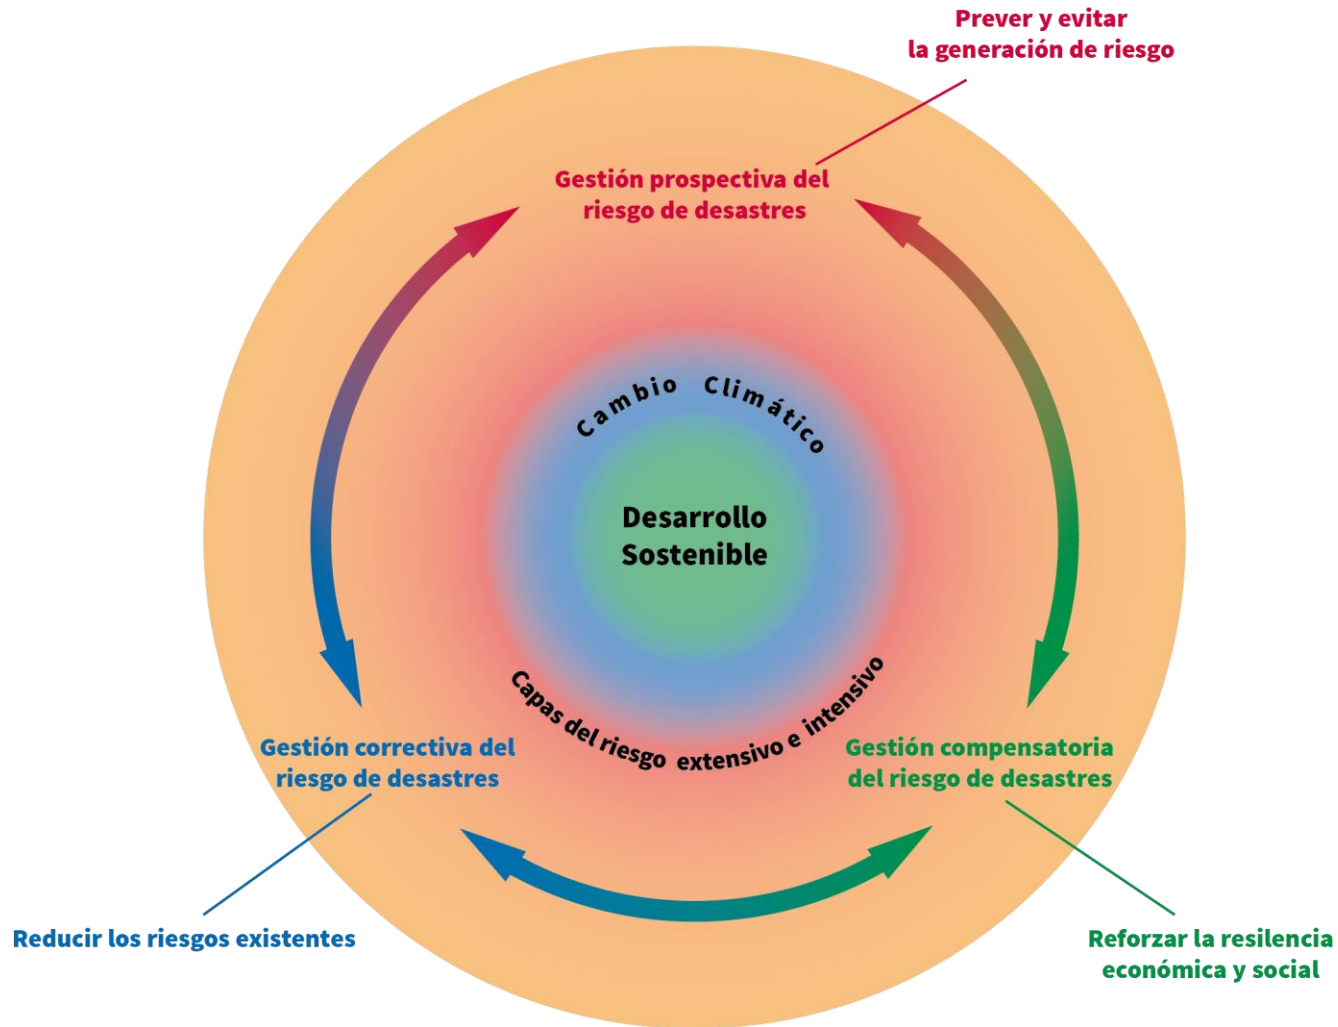 Prever y evitar
la generación de riesgo
Gestión prospectiva del
riesgo de desastres
Cambio Climático
Desarrollo
Sostenible
Capas del riesgo extensivo e intensivo
Gestión correctiva del
riesgo de desastres
Gestión compensatoria
del riesgo de desastres
Reducir los riesgos existentes
Reforzar la resilencia
económica y social